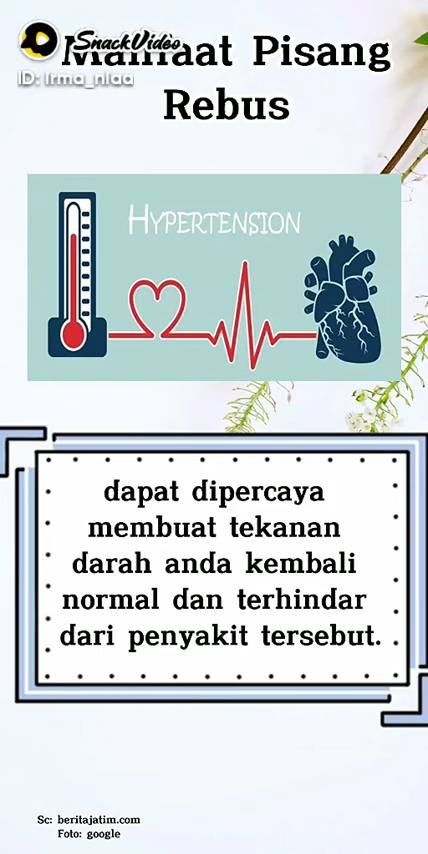 SnackVideo
ID: Irma_niaa
Manfaat Pisang
Rebus
HYPERTENSION
dapat dipercaya
membuat tekanan
darah anda kembali
normal dan terhindar
dari penyakit tersebut.
Sc: beritajatim.com
Foto: google